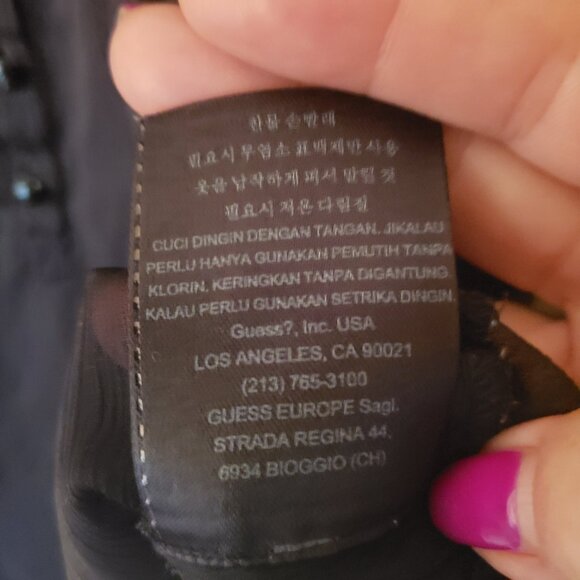 찬물 손빨래
필요시 무염소 표백제만 사용
옷을 납작하게 펴서 말릴 것
필요시 저온 다림질
CUCI DINGIN DENGAN TANGAN. JIKALAU
PERLU HANYA GUNAKAN PEMUTIH TANPA
KLORIN. KERINGKAN TANPA DIGANTUNG.
KALAU PERLU GUNAKAN SETRIKA DINGIN.
Guess?, Inc. USA
LOS ANGELES, CA 90021
(213) 765-3100
GUESS EUROPE Sagl.
STRADA REGINA 44,
6934 BIOGGIO (CH)